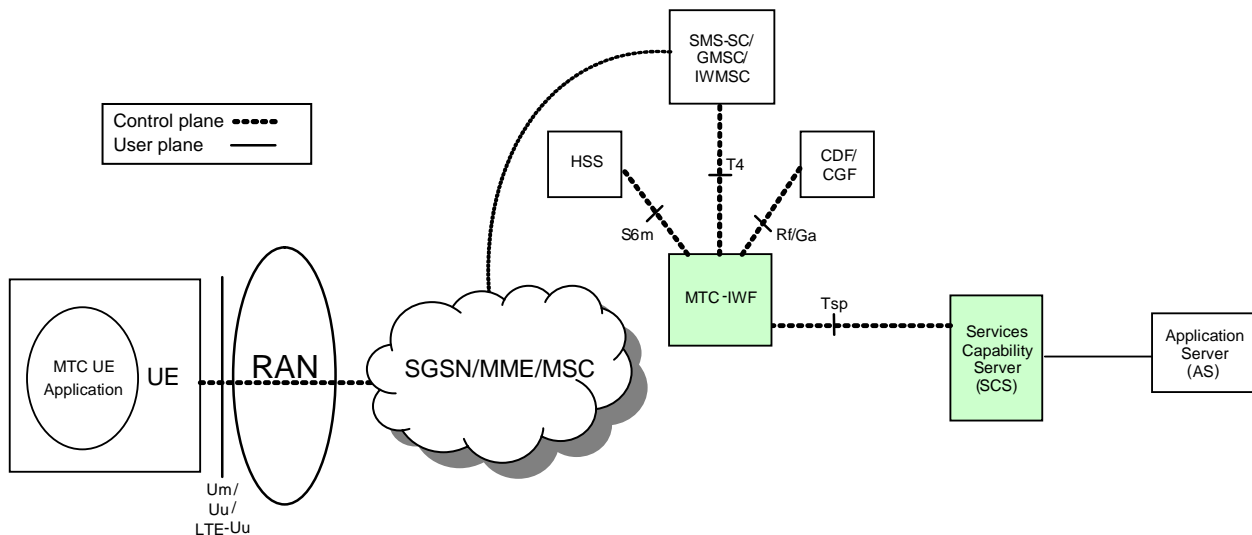 SMS-SC/
GMSC/
IWMSC
Control plane
User plane
HSS
T4
CDF/
CGF
S6m
Rf/Ga
MTC-IWF
Tsp
Services
Capability
Server
(SCS)
Application
Server
(AS)
MTC UE
Application
UE
RAN
SGSN/MME/MSC
Um/
Uu/
LTE-Uu